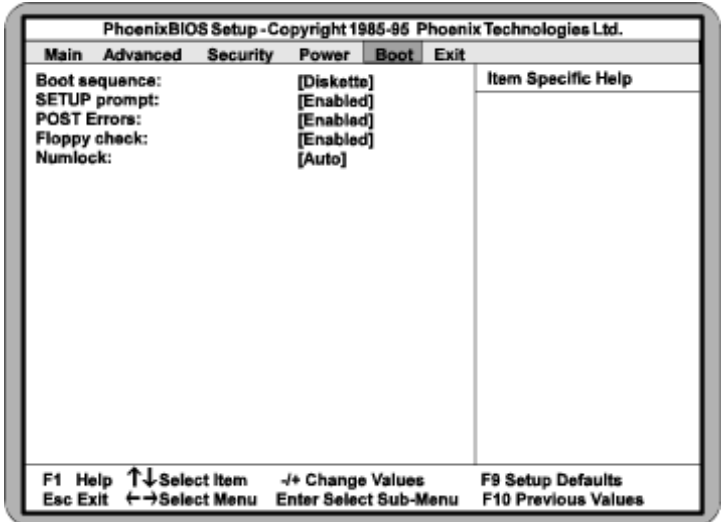 PhoenixBIOS Setup - Copyright 1985-95 Phoenix Technologies Ltd.
Main Advanced Security Power Boot Exit
Boot sequence: [Diskette]
SETUP prompt: [Enabled]
POST Errors: [Enabled]
Floppy check: [Enabled]
Numlock: [Auto]
Item Specific Help
F1 Help ↑↓Select Item -/+ Change Values F9 Setup Defaults
Esc Exit ←→Select Menu Enter Select Sub-Menu F10 Previous Values